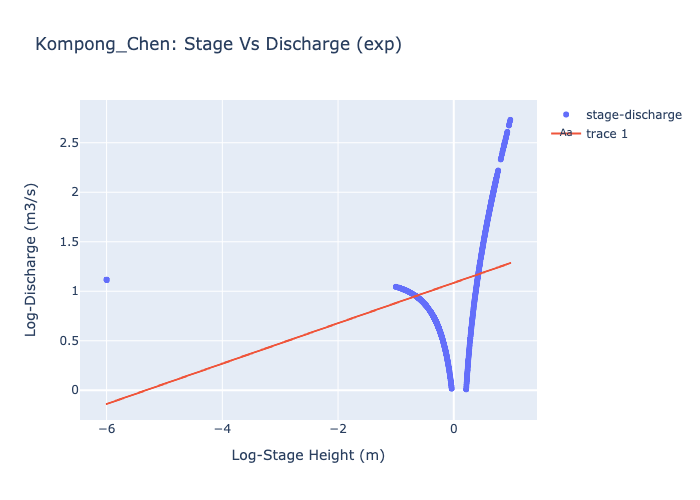 Kompong_Chen: Stage Vs Discharge (exp)
stage-discharge
Aa trace 1
Log-Discharge (m3/s)
2.5
2
1.5
1
0.5
0
−6 −4 −2 0
Log-Stage Height (m)